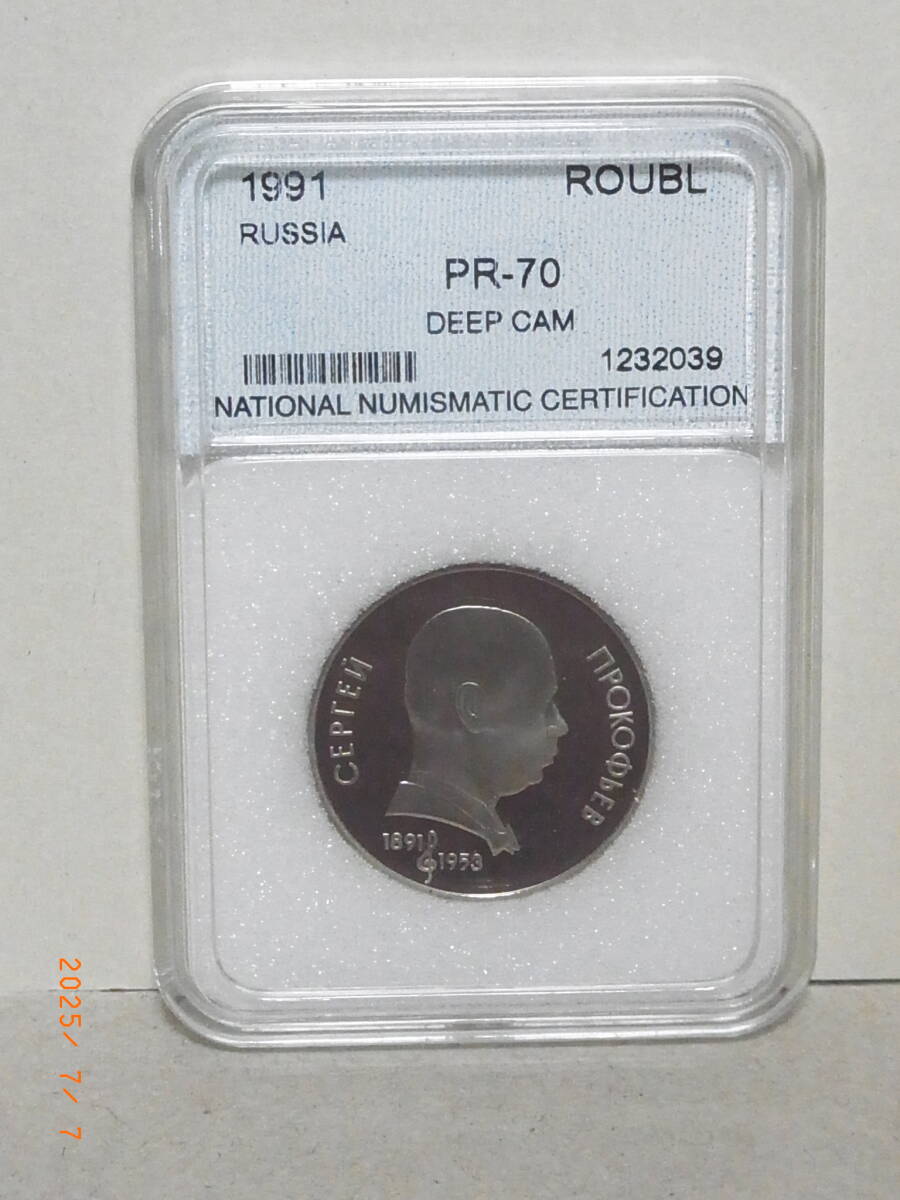 1991 ROUBL
RUSSIA
PR-70
DEEP CAM
1232039
NATIONAL NUMISMATIC CERTIFICATION
СЕРГЕЙ
ПРОКОФЬЕВ
1891 1953
2025/ 7/ 7